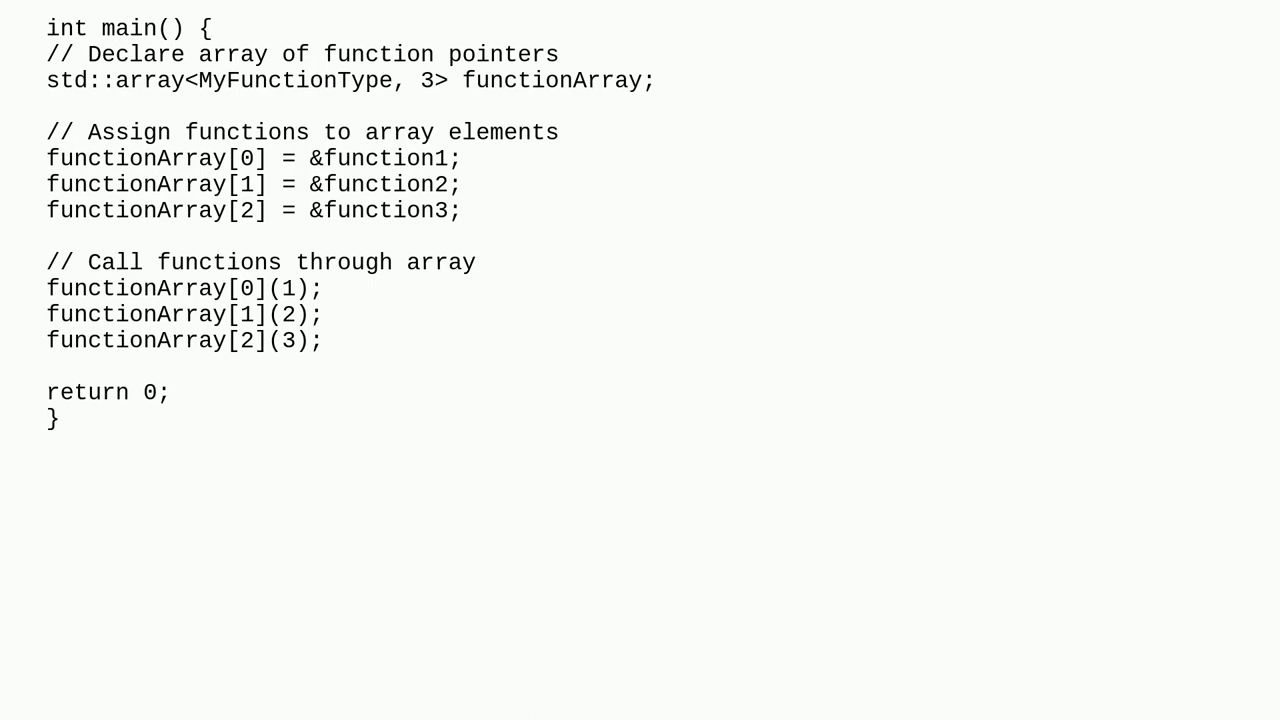 int main() {
// Declare array of function pointers
std::array<MyFunctionType, 3> functionArray;
// Assign functions to array elements
functionArray[0] = &function1;
functionArray[1] = &function2;
functionArray[2] = &function3;
// Call functions through array
functionArray[0](1);
functionArray[1](2);
functionArray[2](3);
return 0;
}